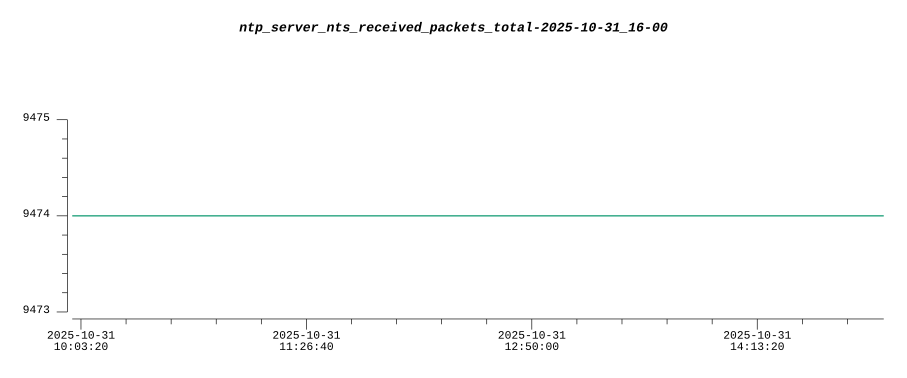 ntp_server_nts_received_packets_total-2025-10-31_16-00
9475
9474
9473
2025-10-31 2025-10-31 2025-10-31 2025-10-31
10:03:20 11:26:40 12:50:00 14:13:20